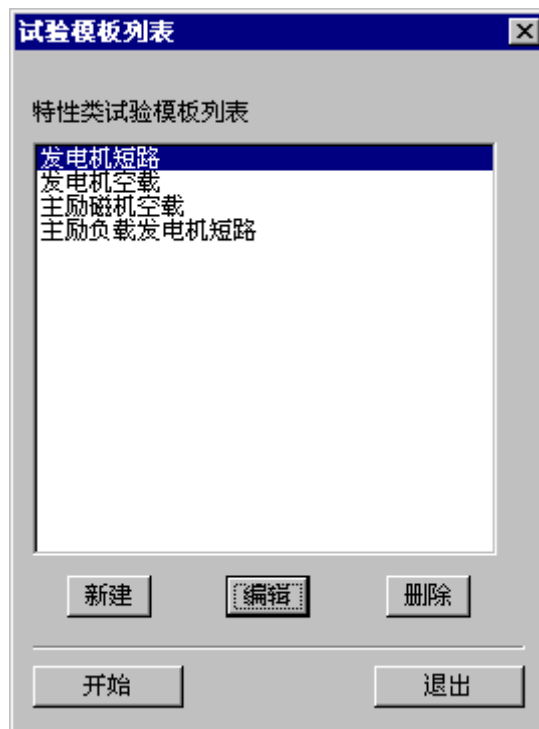 试验模板列表
特性类试验模板列表
发电机短路
发电机空载
主励磁机空载
主励负载发电机短路
新建 编辑 删除
开始 退出